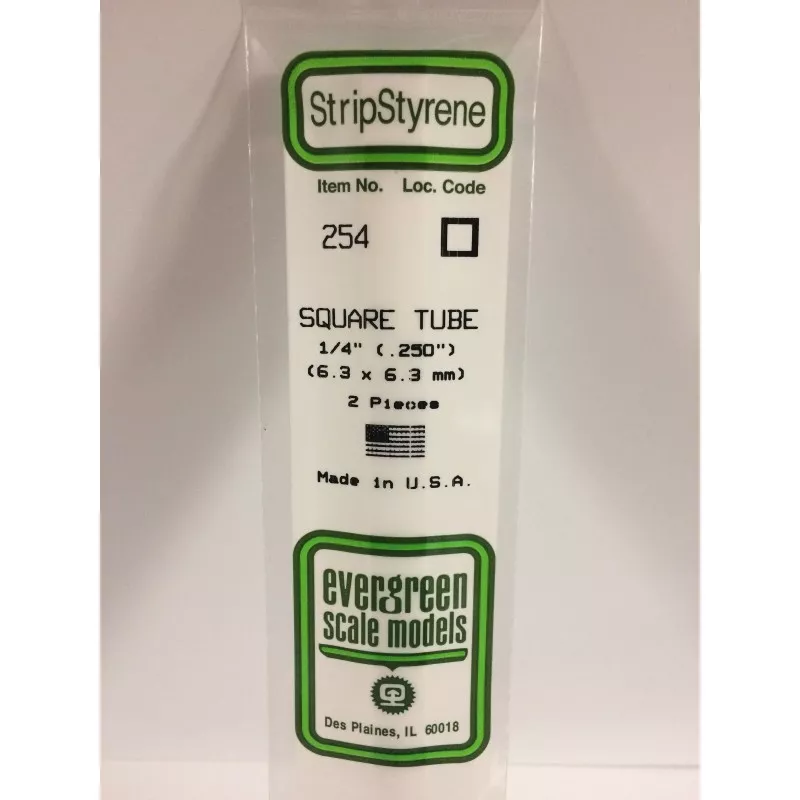 StripStyrene
Item No. Loc. Code
254
SQUARE TUBE
1/4" (.250")
(6.3 x 6.3 mm)
2 Pieces
Made in U.S.A.
evergreen
scale models
Des Plaines, IL 60018